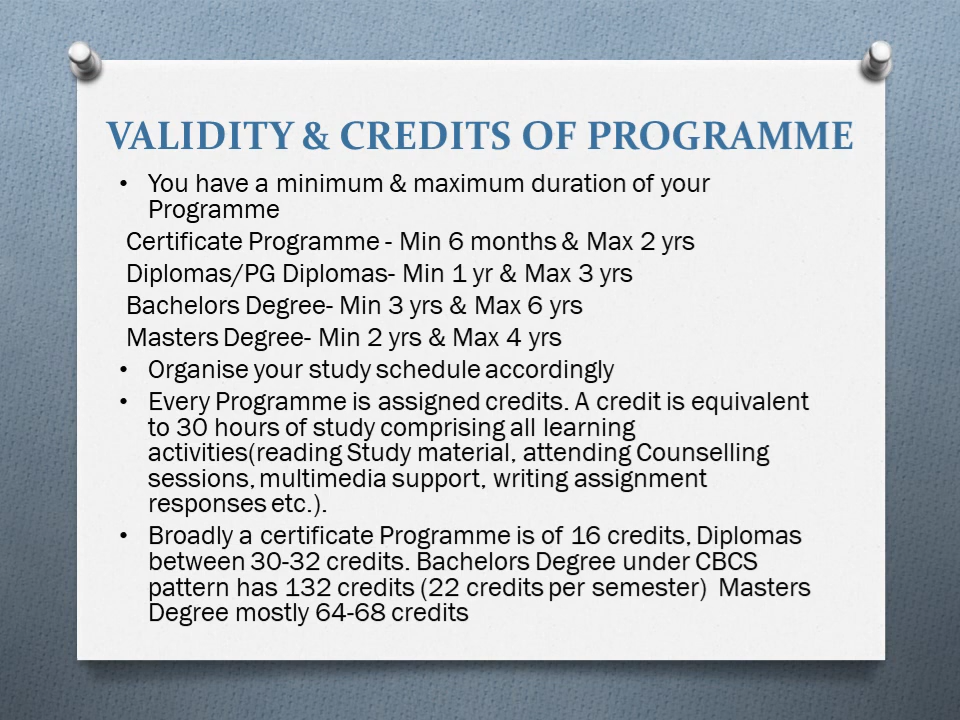 VALIDITY & CREDITS OF PROGRAMME
• You have a minimum & maximum duration of your
Programme
Certificate Programme - Min 6 months & Max 2 yrs
Diplomas/PG Diplomas- Min 1 yr & Max 3 yrs
Bachelors Degree- Min 3 yrs & Max 6 yrs
Masters Degree- Min 2 yrs & Max 4 yrs
• Organise your study schedule accordingly
• Every Programme is assigned credits. A credit is equivalent
to 30 hours of study comprising all learning
activities(reading Study material, attending Counselling
sessions, multimedia support, writing assignment
responses etc.).
• Broadly a certificate Programme is of 16 credits, Diplomas
between 30-32 credits. Bachelors Degree under CBCS
pattern has 132 credits (22 credits per semester) Masters
Degree mostly 64-68 credits